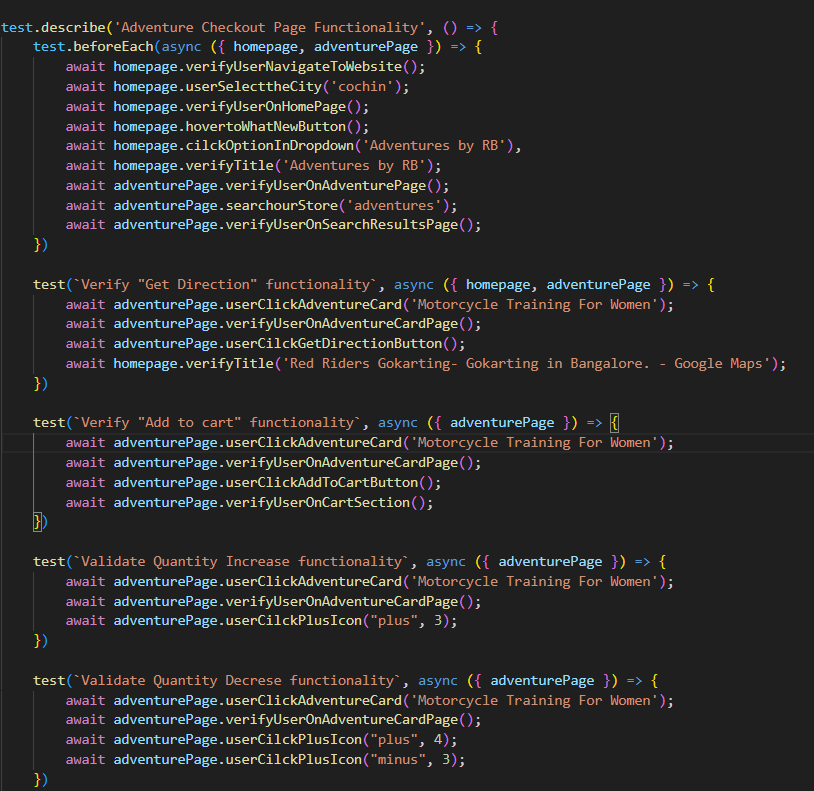 test.describe('Adventure Checkout Page Functionality', () => {
    test.beforeEach(async ({ homepage, adventurePage }) => {
        await homepage.verifyUserNavigateToWebsite();
        await homepage.userSelecttheCity('cochin');
        await homepage.verifyUserOnHomePage();
        await homepage.hovertoWhatNewButton();
        await homepage.cilckOptionInDropdown('Adventures by RB'),
        await homepage.verifyTitle('Adventures by RB');
        await adventurePage.verifyUserOnAdventurePage();
        await adventurePage.searchourStore('adventures');
        await adventurePage.verifyUserOnSearchResultsPage();
    })

    test(`Verify "Get Direction" functionality`, async ({ homepage, adventurePage }) => {
        await adventurePage.userClickAdventureCard('Motorcycle Training For Women');
        await adventurePage.verifyUserOnAdventureCardPage();
        await adventurePage.userCilckGetDirectionButton();
        await homepage.verifyTitle('Red Riders Gokarting- Gokarting in Bangalore. - Google Maps');
    })

    test(`Verify "Add to cart" functionality`, async ({ adventurePage }) => {
        await adventurePage.userClickAdventureCard('Motorcycle Training For Women');
        await adventurePage.verifyUserOnAdventureCardPage();
        await adventurePage.userClickAddToCartButton();
        await adventurePage.verifyUserOnCartSection();
    })

    test(`Validate Quantity Increase functionality`, async ({ adventurePage }) => {
        await adventurePage.userClickAdventureCard('Motorcycle Training For Women');
        await adventurePage.verifyUserOnAdventureCardPage();
        await adventurePage.userCilckPlusIcon("plus", 3);
    })

    test(`Validate Quantity Decrese functionality`, async ({ adventurePage }) => {
        await adventurePage.userClickAdventureCard('Motorcycle Training For Women');
        await adventurePage.verifyUserOnAdventureCardPage();
        await adventurePage.userCilckPlusIcon("plus", 4);
        await adventurePage.userCilckPlusIcon("minus", 3);
    })